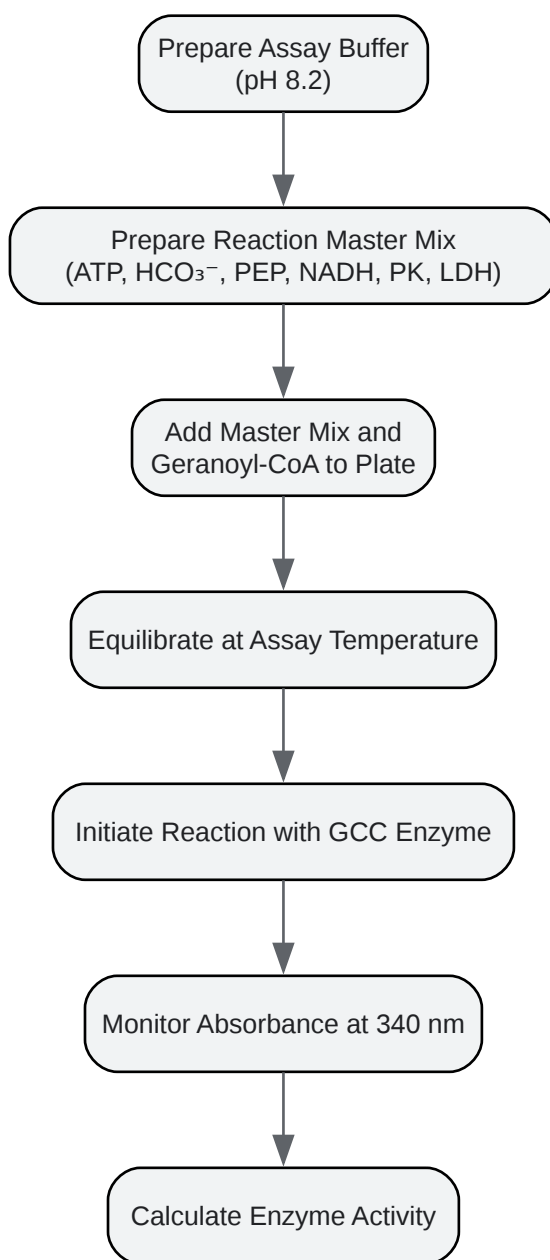 Prepare Assay Buffer
(pH 8.2)
Prepare Reaction Master Mix
(ATP, HCO₃⁻, PEP, NADH, PK, LDH)
Add Master Mix and
Geranoyl-CoA to Plate
Equilibrate at Assay Temperature
Initiate Reaction with GCC Enzyme
Monitor Absorbance at 340 nm
Calculate Enzyme Activity